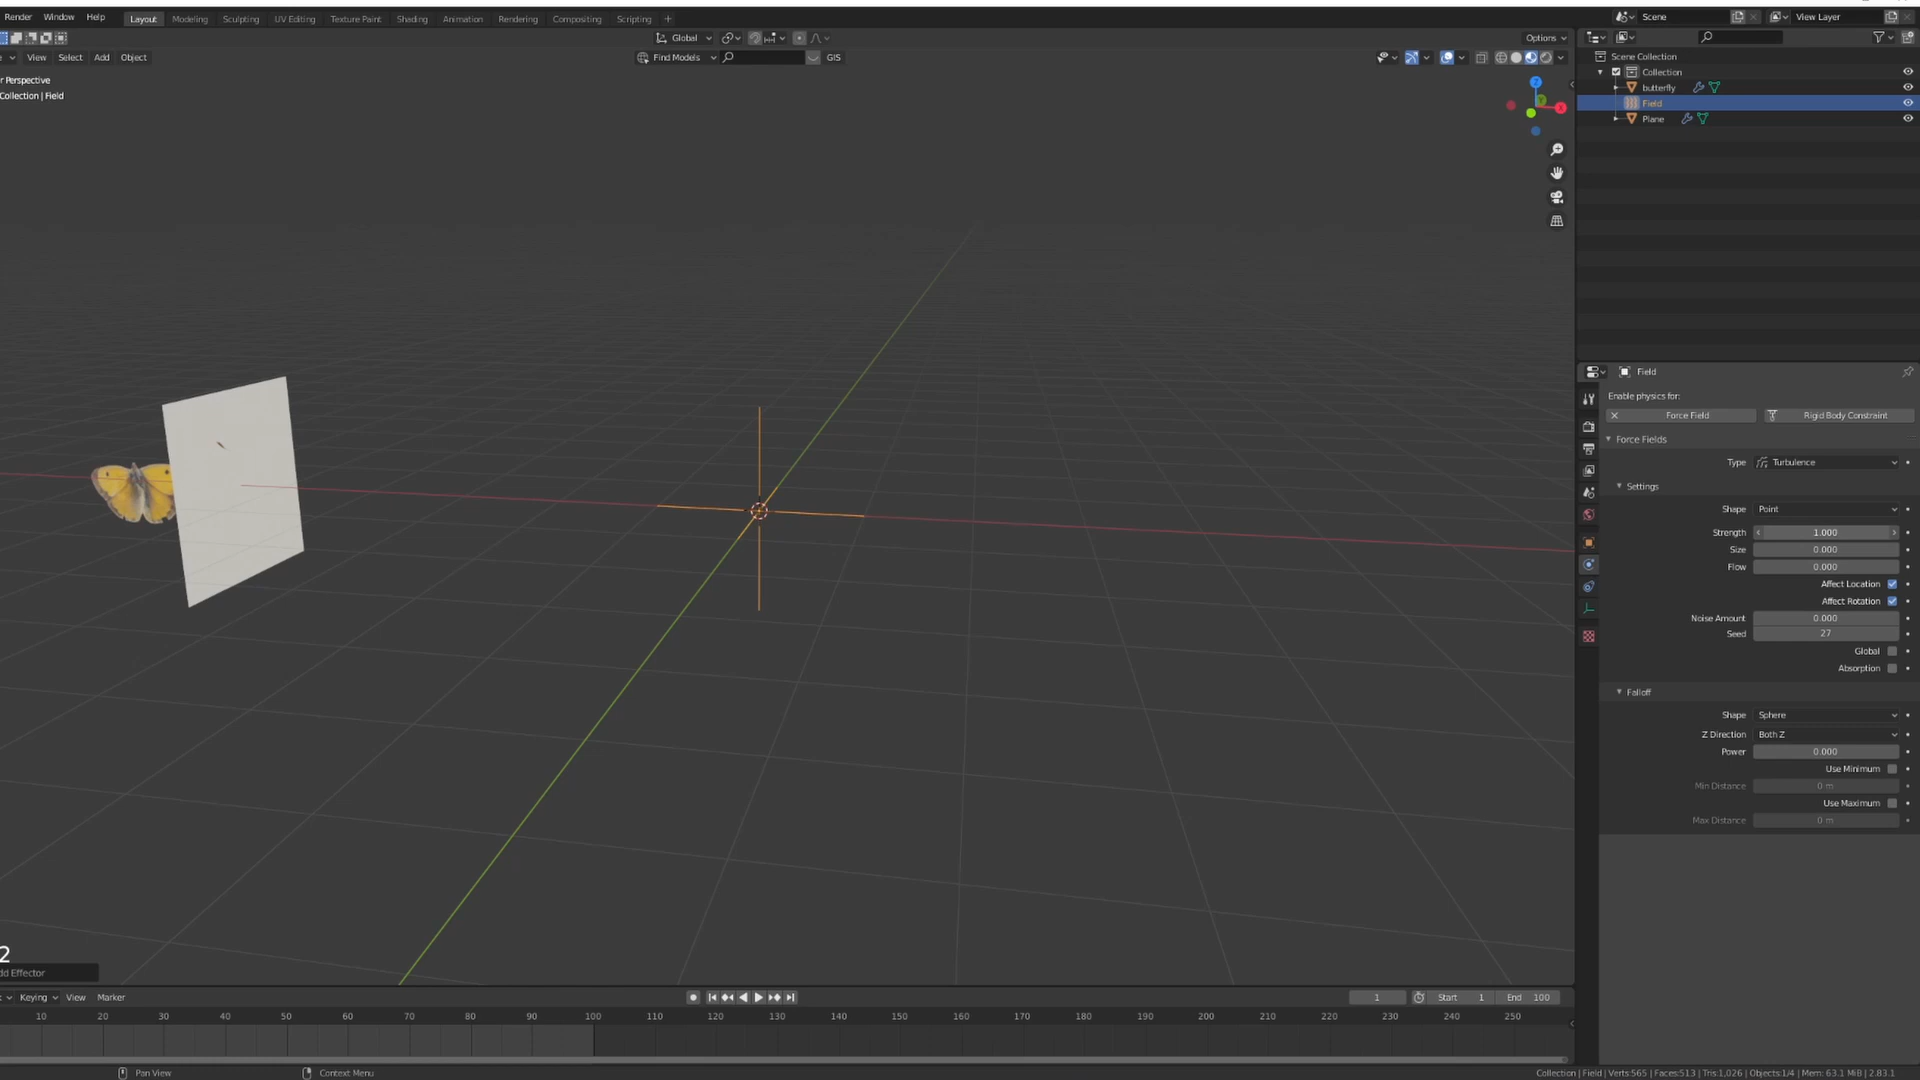 Render Window Help Layout Modeling Sculpting UV Editing Texture Paint Shading Animation Rendering Compositing Scripting + Scene View Layer
Global Options
View Select Add Object Find Models GIS
r Perspective
Collection | Field
Z
X
Scene Collection
Collection
butterfly
Field
Plane
Field
Enable physics for:
Force Field Rigid Body Constraint
Force Fields
Type Turbulence
Settings
Shape Point
Strength 1.000
Size 0.000
Flow 0.000
Affect Location
Affect Rotation
Noise Amount 0.000
Seed 27
Global
Absorption
Falloff
Shape Sphere
Z Direction Both Z
Power 0.000
Use Minimum
Min Distance 0 m
Use Maximum
Max Distance 0 m
2
dd Effector
Keying View Marker 1 Start 1 End 100
10 20 30 40 50 60 70 80 90 100 110 120 130 140 150 160 170 180 190 200 210 220 230 240 250
Pan View Context Menu Collection | Field | Verts:565 | Faces:513 | Tris:1,026 | Objects:1/4 | Mem: 63.1 MiB | 2.83.1